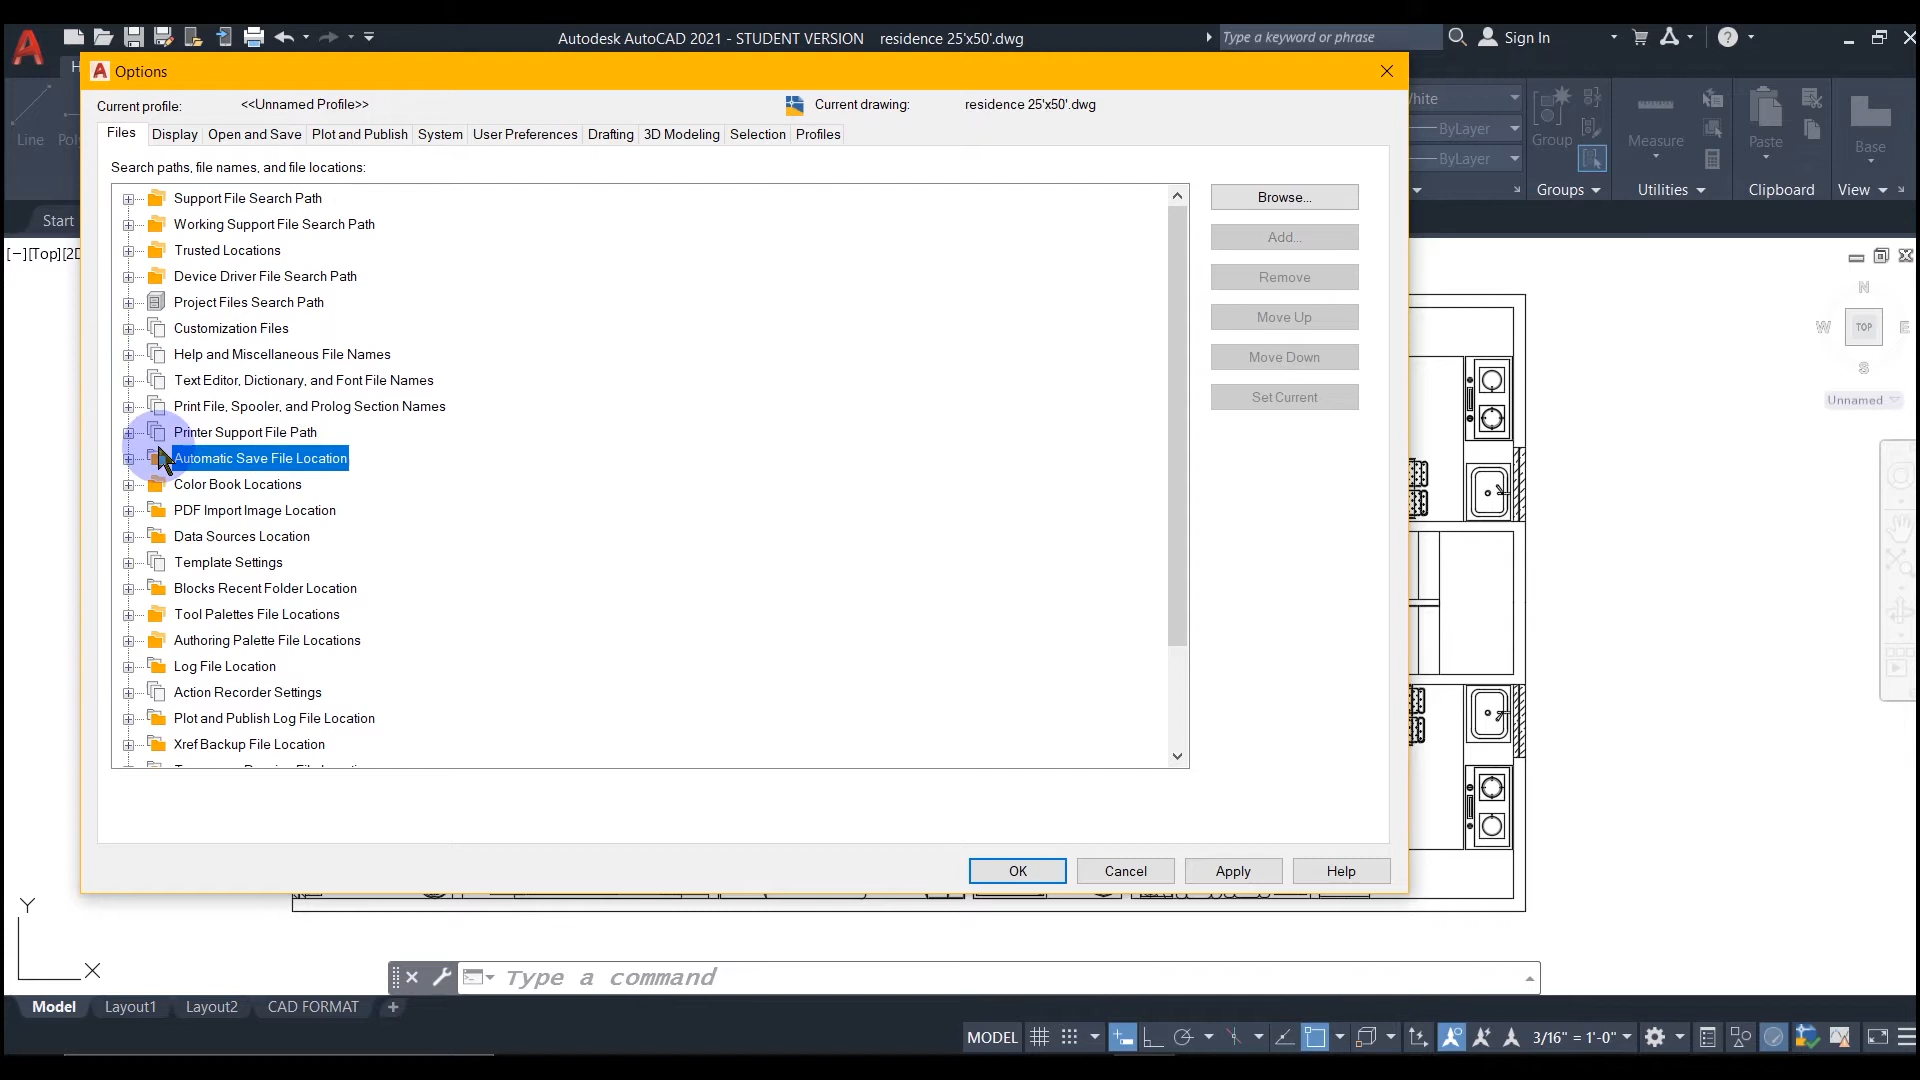 Autodesk AutoCAD 2021 - STUDENT VERSION residence 25'x50'.dwg
Type a keyword or phrase
Sign In
Options
Current profile: <<Unnamed Profile>>
Current drawing: residence 25'x50'.dwg
Files Display Open and Save Plot and Publish System User Preferences Drafting 3D Modeling Selection Profiles
Search paths, file names, and file locations:
Support File Search Path
Working Support File Search Path
Trusted Locations
Device Driver File Search Path
Project Files Search Path
Customization Files
Help and Miscellaneous File Names
Text Editor, Dictionary, and Font File Names
Print File, Spooler, and Prolog Section Names
Printer Support File Path
Automatic Save File Location
Color Book Locations
PDF Import Image Location
Data Sources Location
Template Settings
Blocks Recent Folder Location
Tool Palettes File Locations
Authoring Palette File Locations
Log File Location
Action Recorder Settings
Plot and Publish Log File Location
Xref Backup File Location
Browse...
Add...
Remove
Move Up
Move Down
Set Current
OK Cancel Apply Help
Line
ByLayer
ByLayer
Group
Groups
Measure
Utilities
Paste
Clipboard
Base
View
Start
[−][Top]
N
W TOP E
S
Unnamed
Y
X
Type a command
Model Layout1 Layout2 CAD FORMAT +
MODEL 3/16" = 1'-0"